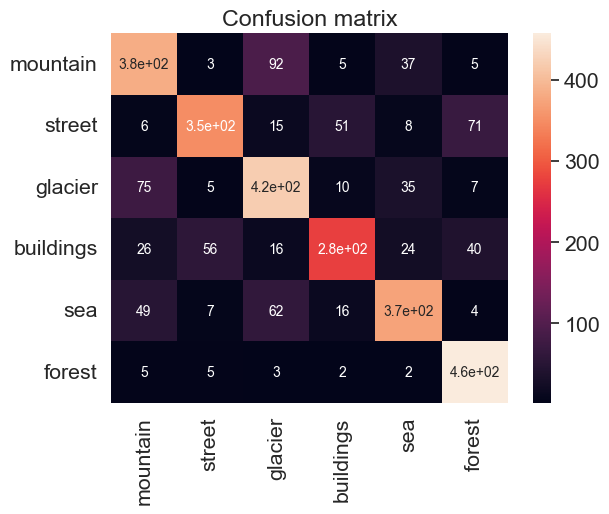 Confusion matrix
mountain 3.8e+02 3 92 5 37 5
street 6 3.5e+02 15 51 8 71
glacier 75 5 4.2e+02 10 35 7
buildings 26 56 16 2.8e+02 24 40
sea 49 7 62 16 3.7e+02 4
forest 5 5 3 2 2 4.6e+02
mountain street glacier buildings sea forest
400
300
200
100